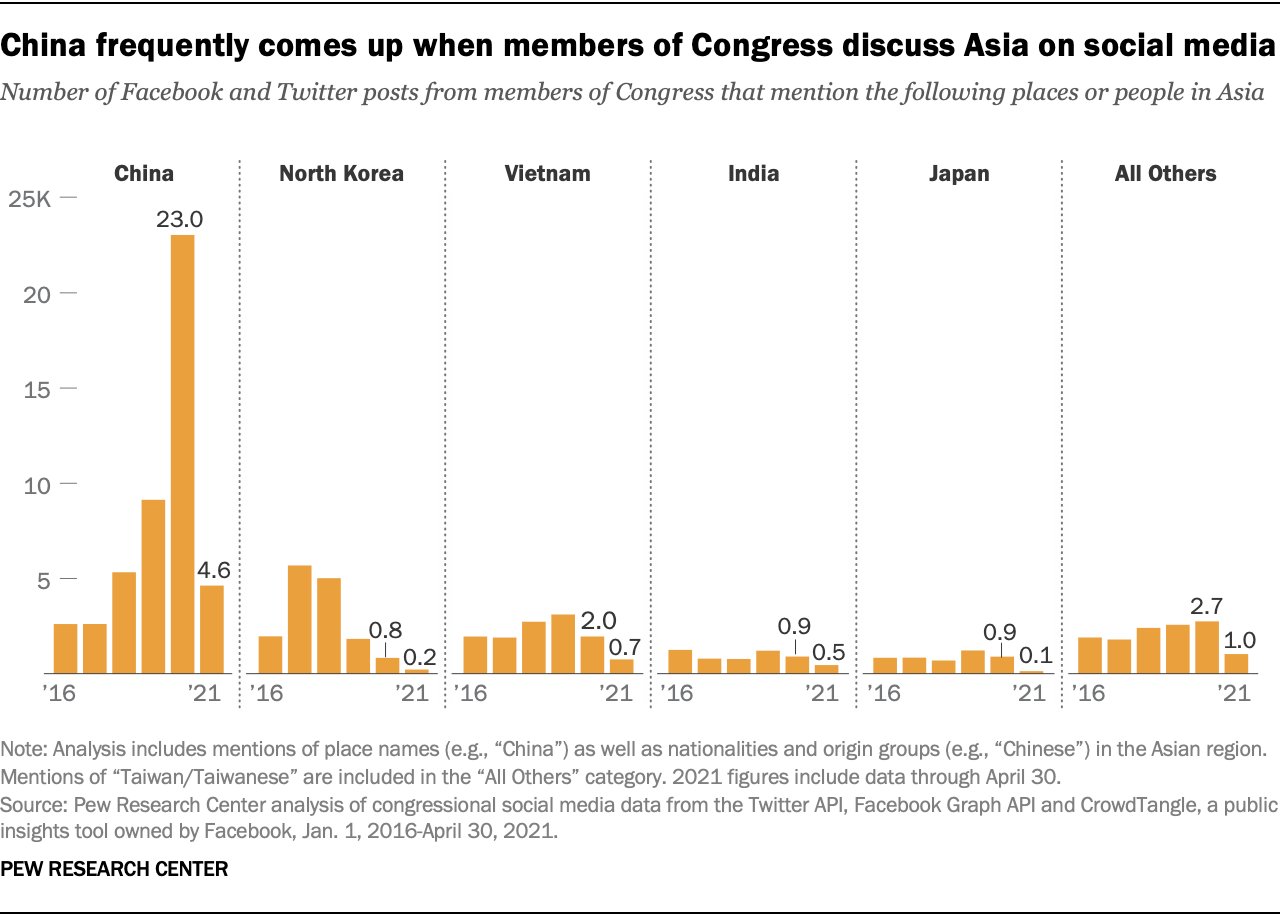 China frequently comes up when members of Congress discuss Asia on social media
Number of Facebook and Twitter posts from members of Congress that mention the following places or people in Asia
China North Korea Vietnam India Japan All Others
25K
20
15
10
5
23.0
4.6
0.8
0.2
2.0
0.7
0.9
0.5
0.9
0.1
2.7
1.0
’16 ’21 ’16 ’21 ’16 ’21 ’16 ’21 ’16 ’21 ’16 ’21
Note: Analysis includes mentions of place names (e.g., “China”) as well as nationalities and origin groups (e.g., “Chinese”) in the Asian region.
Mentions of “Taiwan/Taiwanese” are included in the “All Others” category. 2021 figures include data through April 30.
Source: Pew Research Center analysis of congressional social media data from the Twitter API, Facebook Graph API and CrowdTangle, a public
insights tool owned by Facebook, Jan. 1, 2016-April 30, 2021.
PEW RESEARCH CENTER